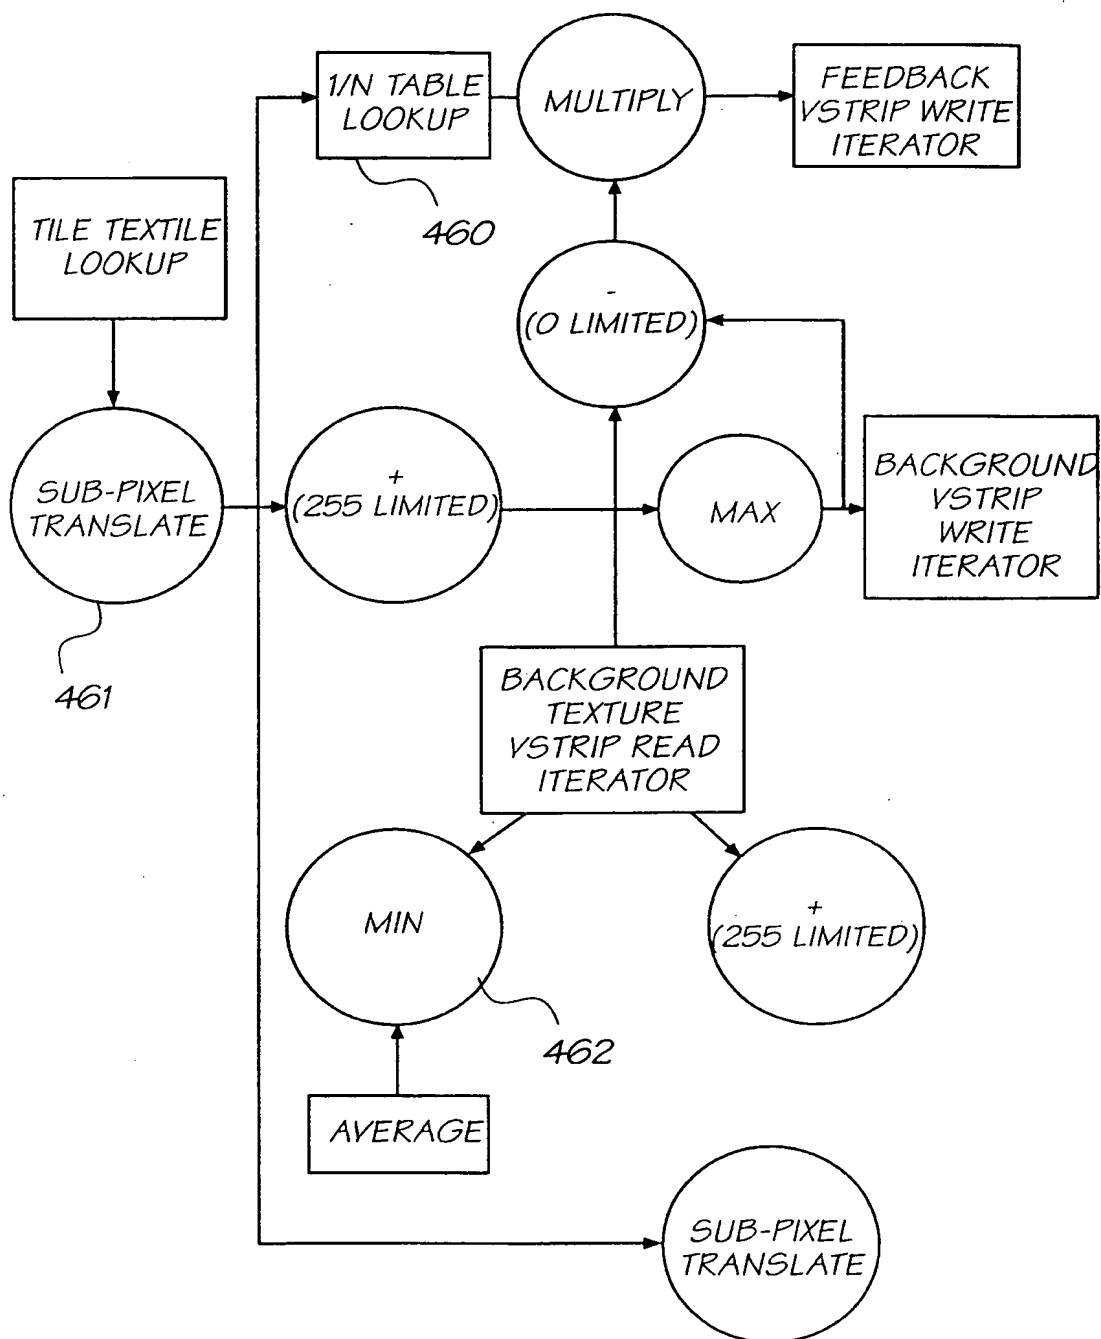 1/N TABLE
LOOKUP
MULTIPLY
FEEDBACK
VSTRIP WRITE
ITERATOR
460
TILE TEXTILE
LOOKUP
-
(0 LIMITED)
SUB-PIXEL
TRANSLATE
461
+
(255 LIMITED)
MAX
BACKGROUND
VSTRIP
WRITE
ITERATOR
BACKGROUND
TEXTURE
VSTRIP READ
ITERATOR
MIN
462
+
(255 LIMITED)
AVERAGE
SUB-PIXEL
TRANSLATE